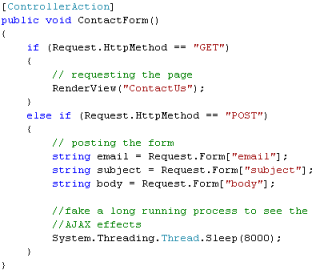 [ControllerAction]
public void ContactForm()
{
    if (Request.HttpMethod == "GET")
    {
        // requesting the page
        RenderView("ContactUs");
    }
    else if (Request.HttpMethod == "POST")
    {
        // posting the form
        string email = Request.Form["email"];
        string subject = Request.Form["subject"];
        string body = Request.Form["body"];

        //fake a long running process to see the
        //AJAX effects
        System.Threading.Thread.Sleep(8000);
    }
}